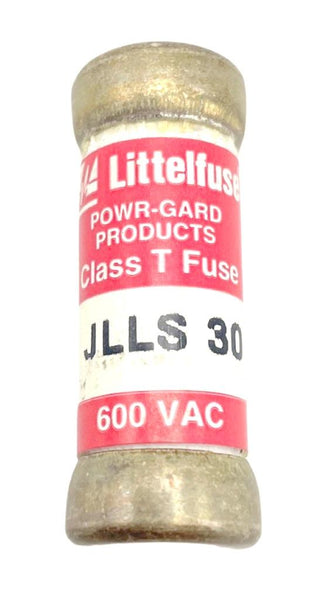 Littelfuse
POWR-GARD
PRODUCTS
Class T Fuse
JLLS 30
600 VAC